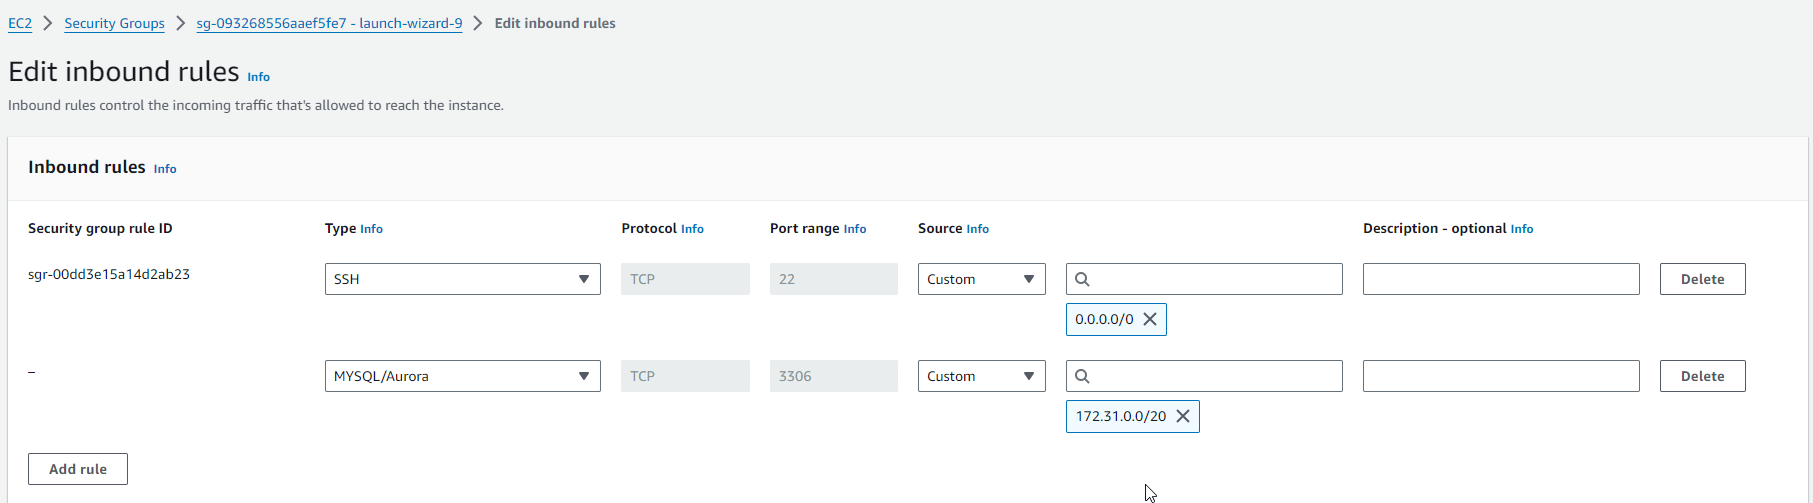 EC2 > Security Groups > sg-093268556aaef5fe7 - launch-wizard-9 > Edit inbound rules
Edit inbound rules Info
Inbound rules control the incoming traffic that's allowed to reach the instance.
Inbound rules Info
Security group rule ID Type Info Protocol Info Port range Info Source Info Description - optional Info
sgr-00dd3e15a14d2ab23 SSH TCP 22 Custom Delete
0.0.0.0/0
– MYSQL/Aurora TCP 3306 Custom Delete
172.31.0.0/20
Add rule